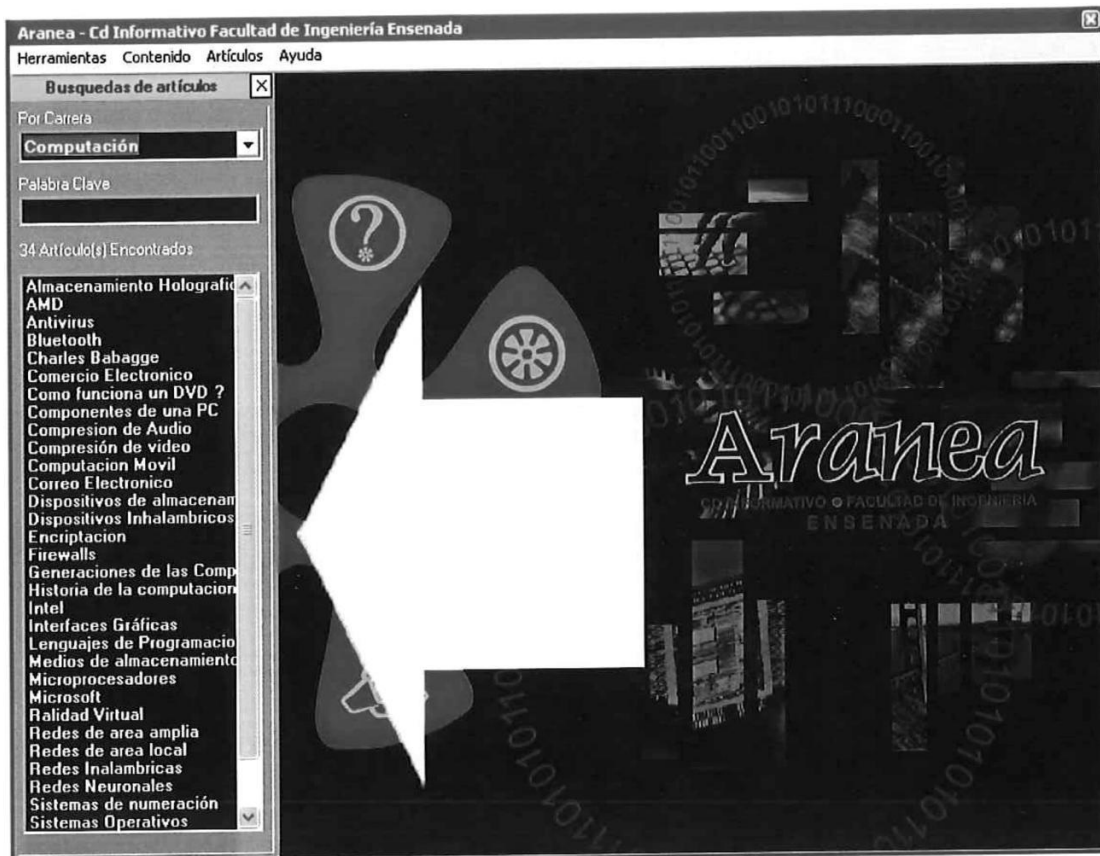 Aranea - Cd Informativo Facultad de Ingeniería Ensenada
Herramientas Contenido Artículos Ayuda
Busquedas de artículos
Por Carrera
Computación
Palabra Clave
34 Artículo(s) Encontrados
Almacenamiento Holografic
AMD
Antivirus
Bluetooth
Charles Babagge
Comercio Electronico
Como funciona un DVD ?
Componentes de una PC
Compresion de Audio
Compresión de video
Computacion Movil
Correo Electronico
Dispositivos de almacenam
Dispositivos Inhalambricos
Encriptacion
Firewalls
Generaciones de las Comp
Historia de la computacion
Intel
Interfaces Gráficas
Lenguajes de Programacio
Medios de almacenamiento
Microprocesadores
Microsoft
Ralidad Virtual
Redes de area amplia
Redes de area local
Redes Inalambricas
Redes Neuronales
Sistemas de numeración
Sistemas Operativos
Aranea
CD INFORMATIVO FACULTAD DE INGENIERIA
ENSENADA